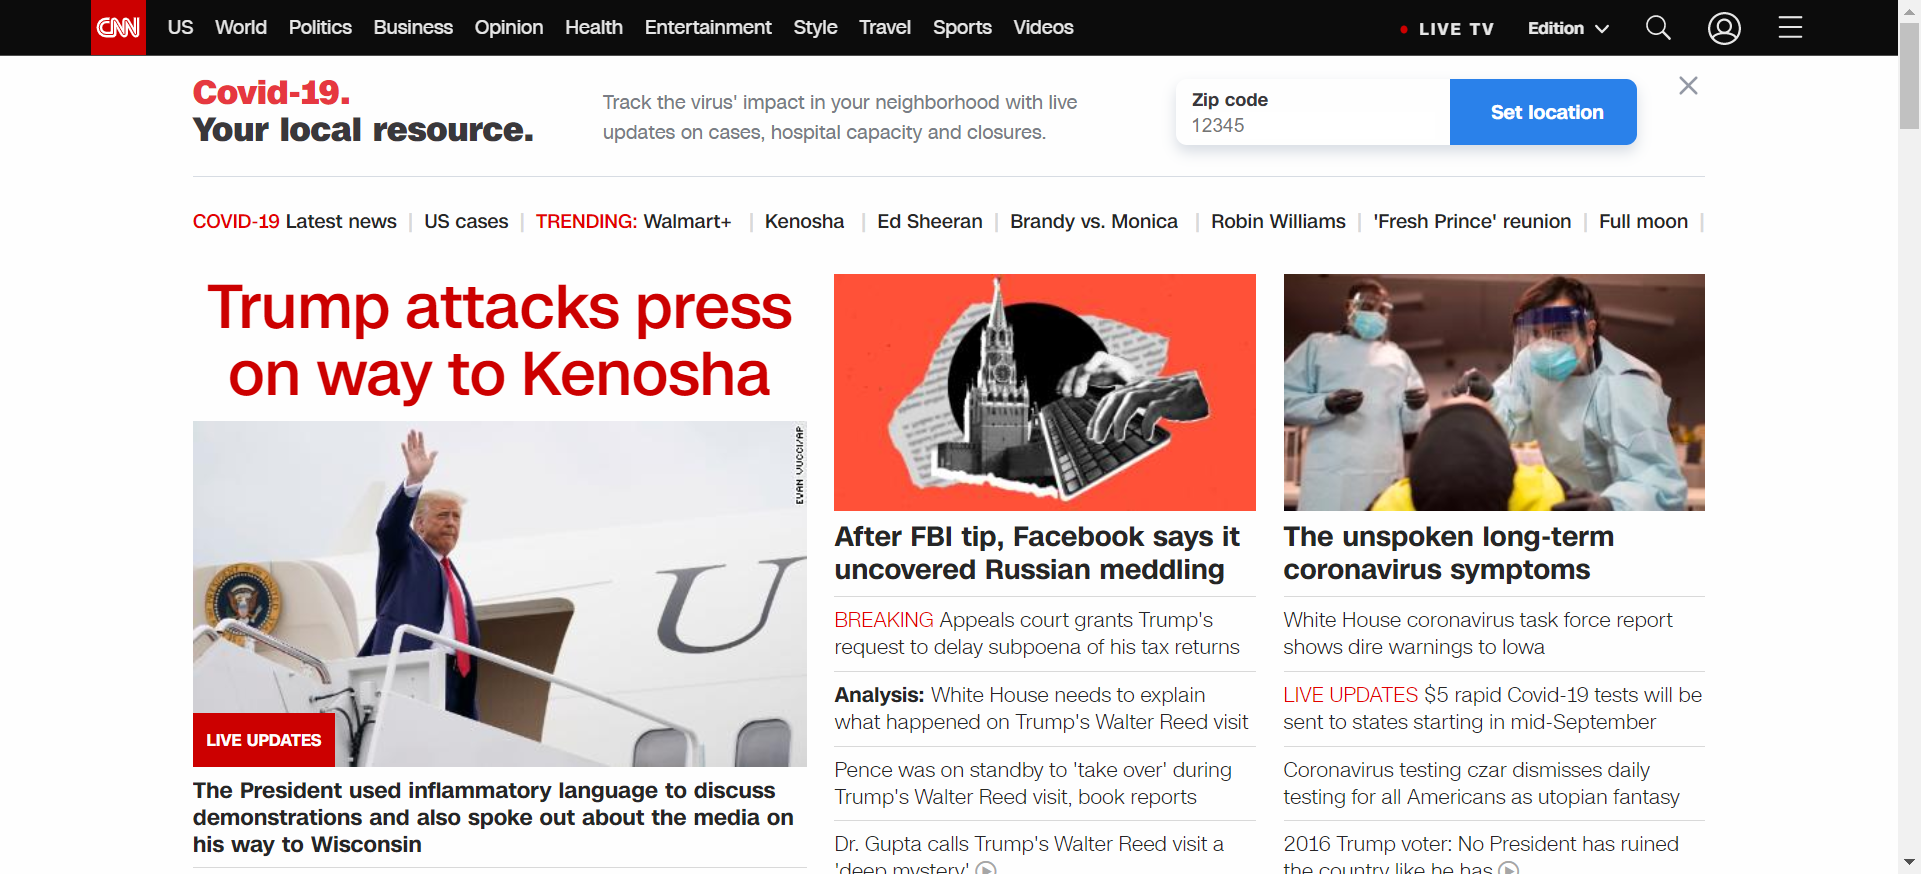 CNN US World Politics Business Opinion Health Entertainment Style Travel Sports Videos LIVE TV Edition
Covid-19.
Your local resource.
Track the virus' impact in your neighborhood with live
updates on cases, hospital capacity and closures.
Zip code
12345
Set location
COVID-19 Latest news | US cases | TRENDING: Walmart+ | Kenosha | Ed Sheeran | Brandy vs. Monica | Robin Williams | 'Fresh Prince' reunion | Full moon |
Trump attacks press
on way to Kenosha
EVAN VUCCI/AP
U
LIVE UPDATES
The President used inflammatory language to discuss
demonstrations and also spoke out about the media on
his way to Wisconsin
After FBI tip, Facebook says it
uncovered Russian meddling
BREAKING Appeals court grants Trump's
request to delay subpoena of his tax returns
Analysis: White House needs to explain
what happened on Trump's Walter Reed visit
Pence was on standby to 'take over' during
Trump's Walter Reed visit, book reports
Dr. Gupta calls Trump's Walter Reed visit a
'deep mystery'
The unspoken long-term
coronavirus symptoms
White House coronavirus task force report
shows dire warnings to Iowa
LIVE UPDATES $5 rapid Covid-19 tests will be
sent to states starting in mid-September
Coronavirus testing czar dismisses daily
testing for all Americans as utopian fantasy
2016 Trump voter: No President has ruined
the country like he has